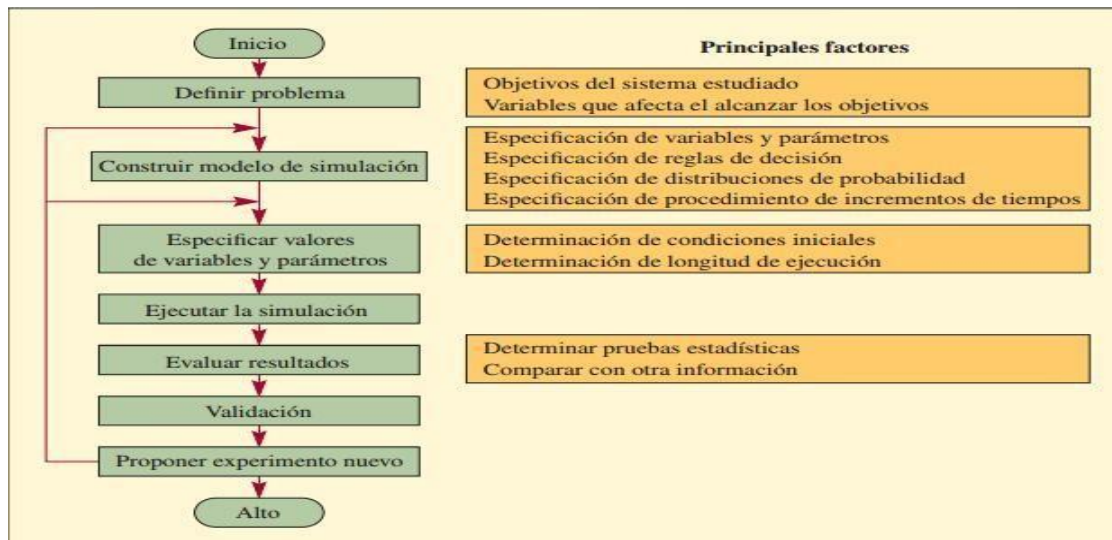 Inicio
Principales factores
Definir problema
Objetivos del sistema estudiado
Variables que afecta el alcanzar los objetivos
Construir modelo de simulación
Especificación de variables y parámetros
Especificación de reglas de decisión
Especificación de distribuciones de probabilidad
Especificación de procedimiento de incrementos de tiempos
Especificar valores
de variables y parámetros
Determinación de condiciones iniciales
Determinación de longitud de ejecución
Ejecutar la simulación
Evaluar resultados
Determinar pruebas estadísticas
Comparar con otra información
Validación
Proponer experimento nuevo
Alto